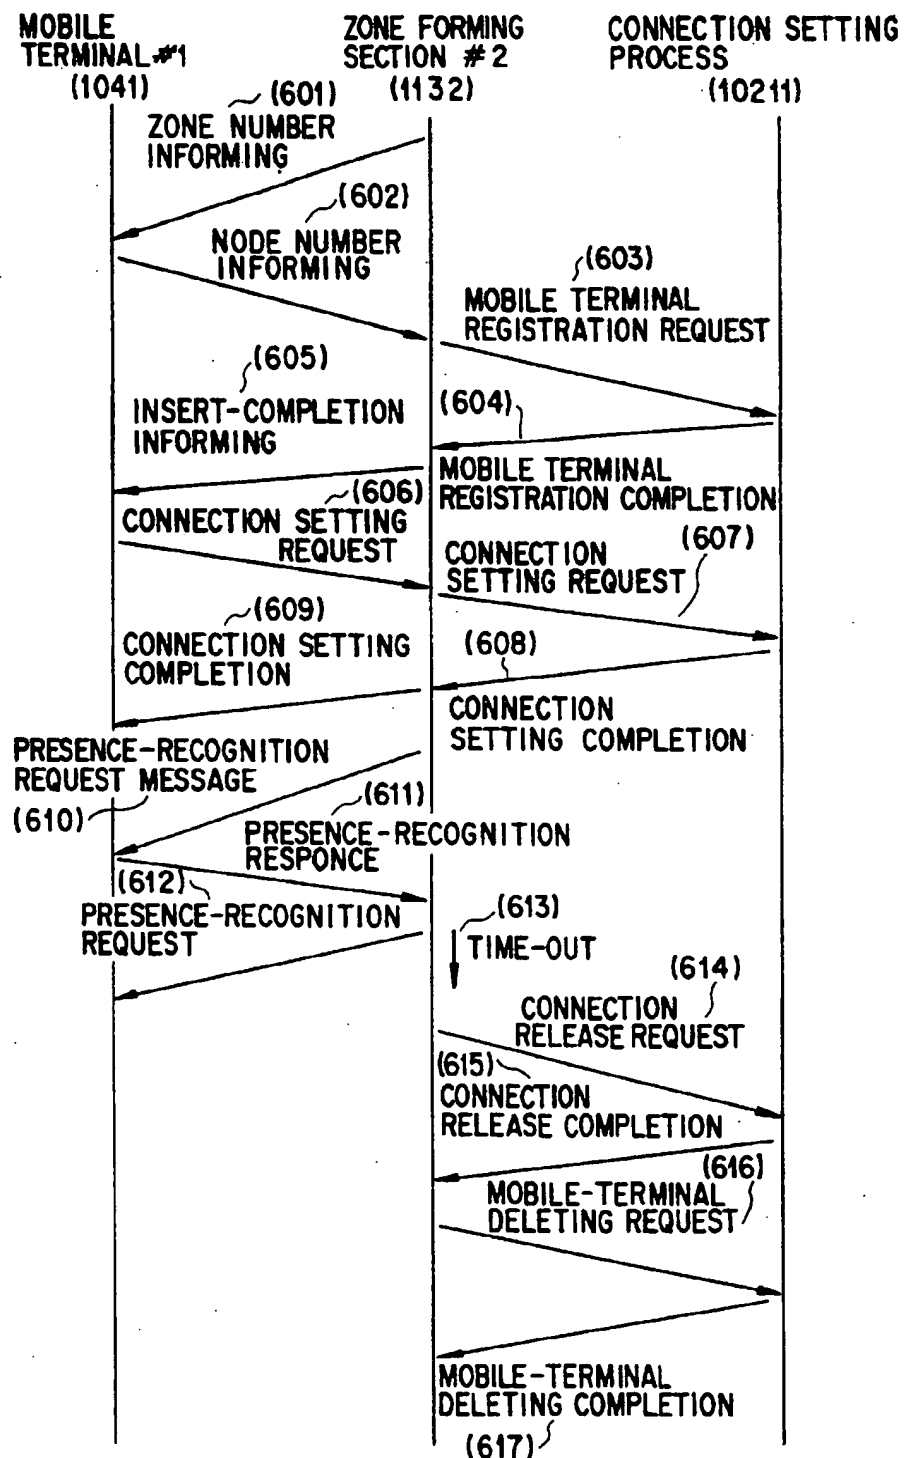 MOBILE
TERMINAL #1
(1041)
ZONE FORMING
SECTION #2
(1132)
CONNECTION SETTING
PROCESS
(10211)
(601)
ZONE NUMBER
INFORMING
(602)
NODE NUMBER
INFORMING
(603)
MOBILE TERMINAL
REGISTRATION REQUEST
(605)
INSERT-COMPLETION
INFORMING
(604)
MOBILE TERMINAL
REGISTRATION COMPLETION
(606)
CONNECTION SETTING
REQUEST
(607)
CONNECTION
SETTING REQUEST
(609)
CONNECTION SETTING
COMPLETION
(608)
CONNECTION
SETTING COMPLETION
PRESENCE-RECOGNITION
REQUEST MESSAGE
(610)
(611)
PRESENCE-RECOGNITION
RESPONCE
(612)
PRESENCE-RECOGNITION
REQUEST
(613)
TIME-OUT
(614)
CONNECTION
RELEASE REQUEST
(615)
CONNECTION
RELEASE COMPLETION
(616)
MOBILE-TERMINAL
DELETING REQUEST
MOBILE-TERMINAL
DELETING COMPLETION
(617)